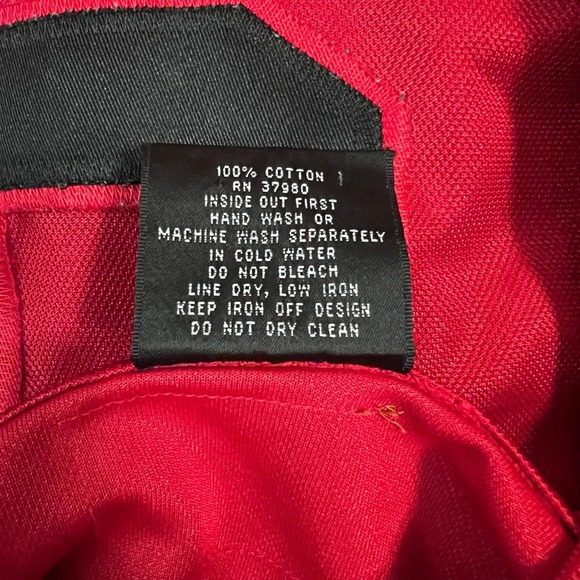 100% COTTON
RN 37980
INSIDE OUT FIRST
HAND WASH OR
MACHINE WASH SEPARATELY
IN COLD WATER
DO NOT BLEACH
LINE DRY, LOW IRON
KEEP IRON OFF DESIGN
DO NOT DRY CLEAN